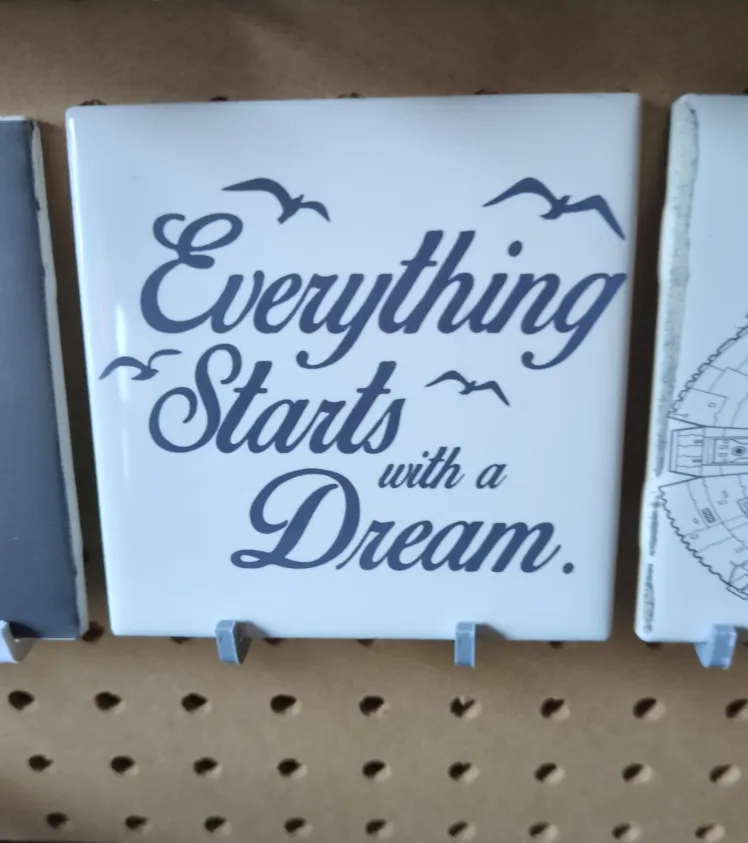 Everything
Starts
with a
Dream.